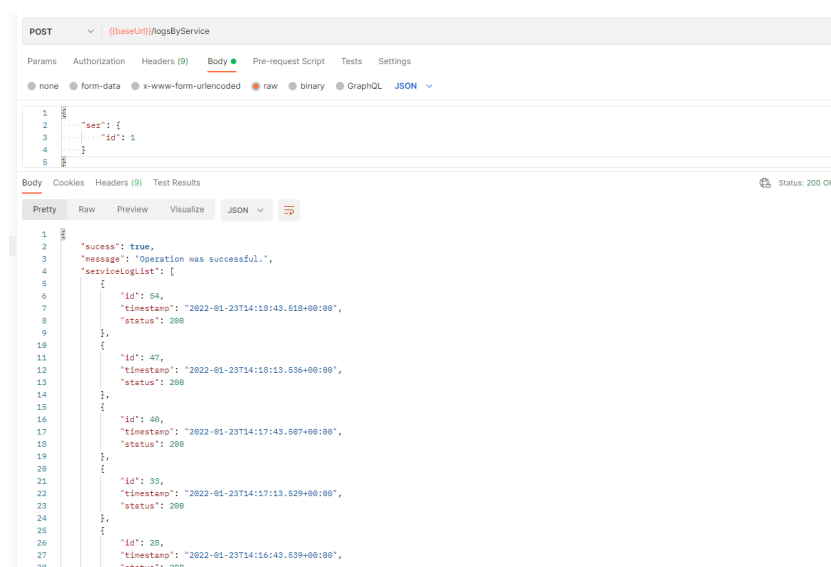 POST {{baseUrl}}/logsByService
Params Authorization Headers (9) Body Pre-request Script Tests Settings
none form-data x-www-form-urlencoded raw binary GraphQL JSON
1 {
2 "ser": {
3 "id": 1
4 }
5 }
Body Cookies Headers (9) Test Results Status: 200 OK
Pretty Raw Preview Visualize JSON
1 {
2 "sucess": true,
3 "message": "Operation was successful.",
4 "serviceLogList": [
5 {
6 "id": 54,
7 "timestamp": "2022-01-23T14:18:43.518+00:00",
8 "status": 200
9 },
10 {
11 "id": 47,
12 "timestamp": "2022-01-23T14:18:13.536+00:00",
13 "status": 200
14 },
15 {
16 "id": 40,
17 "timestamp": "2022-01-23T14:17:43.507+00:00",
18 "status": 200
19 },
20 {
21 "id": 33,
22 "timestamp": "2022-01-23T14:17:13.529+00:00",
23 "status": 200
24 },
25 {
26 "id": 28,
27 "timestamp": "2022-01-23T14:16:43.539+00:00",
28 "status": 200